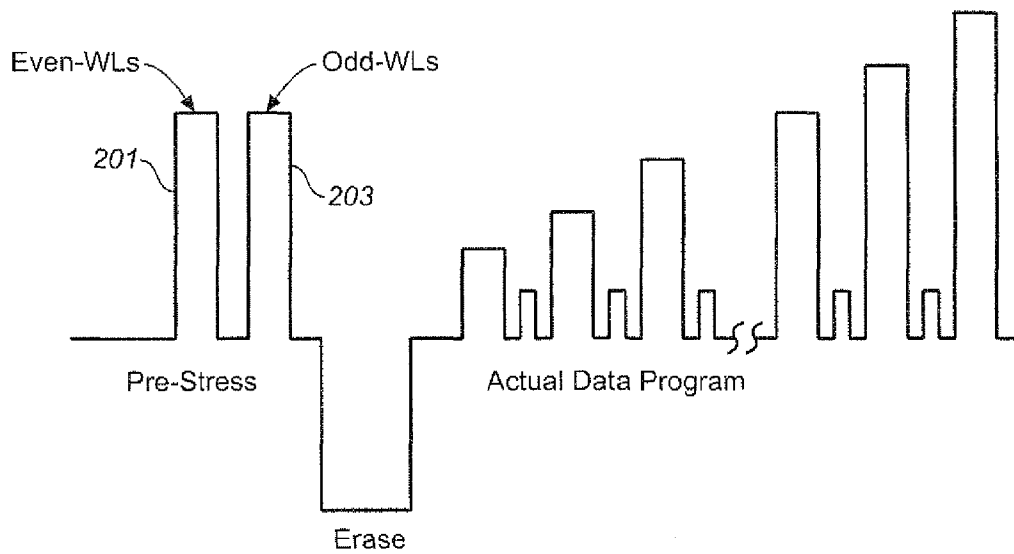 Even-WLs
Odd-WLs
201
203
Pre-Stress
Actual Data Program
Erase